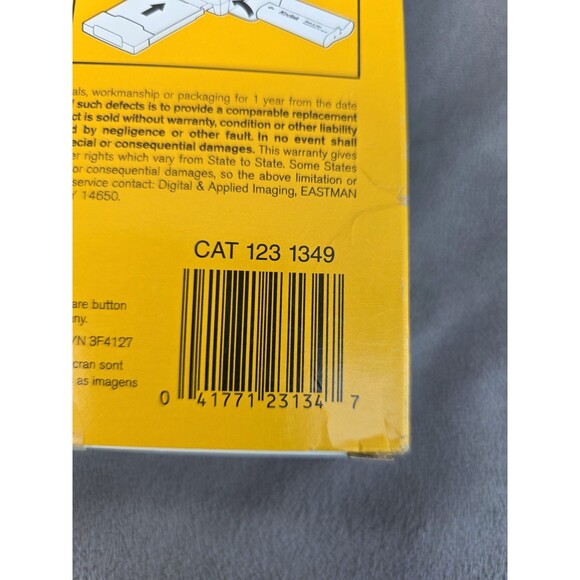 Kodak
als, workmanship or packaging for 1 year from the date
such defects is to provide a comparable replacement
ct is sold without warranty, condition or other liability
d by negligence or other fault. In no event shall
ecial or consequential damages. This warranty gives
er rights which vary from State to State. Some States
or consequential damages, so the above limitation or
service contact: Digital & Applied Imaging, EASTMAN
Y 14650.
CAT 123 1349
are button
ny.
/N 3F4127
cran sont
as imagens
0 41771 23134 7